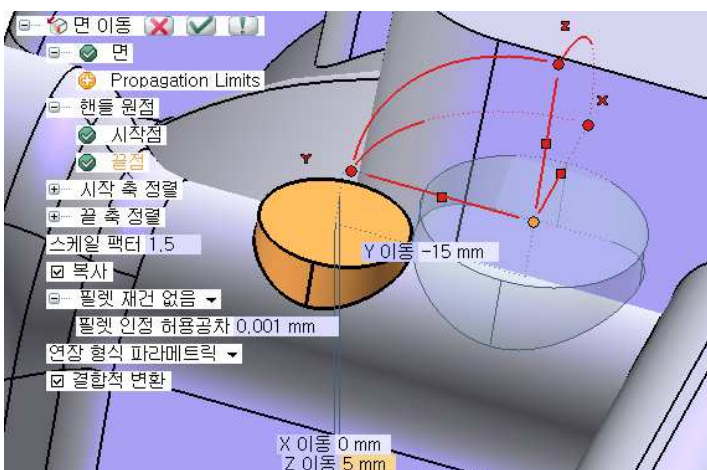 면 이동
면
Propagation Limits
핸들 원점
시작점
끝점
시작 축 정렬
끝 축 정렬
스케일 팩터 1,5
복사
필렛 재건 없음
필렛 인정 허용공차 0,001 mm
연장 형식 파라메트릭
결합적 변환
Z
X
Y
Y 이동 -15 mm
X 이동 0 mm
Z 이동 5 mm